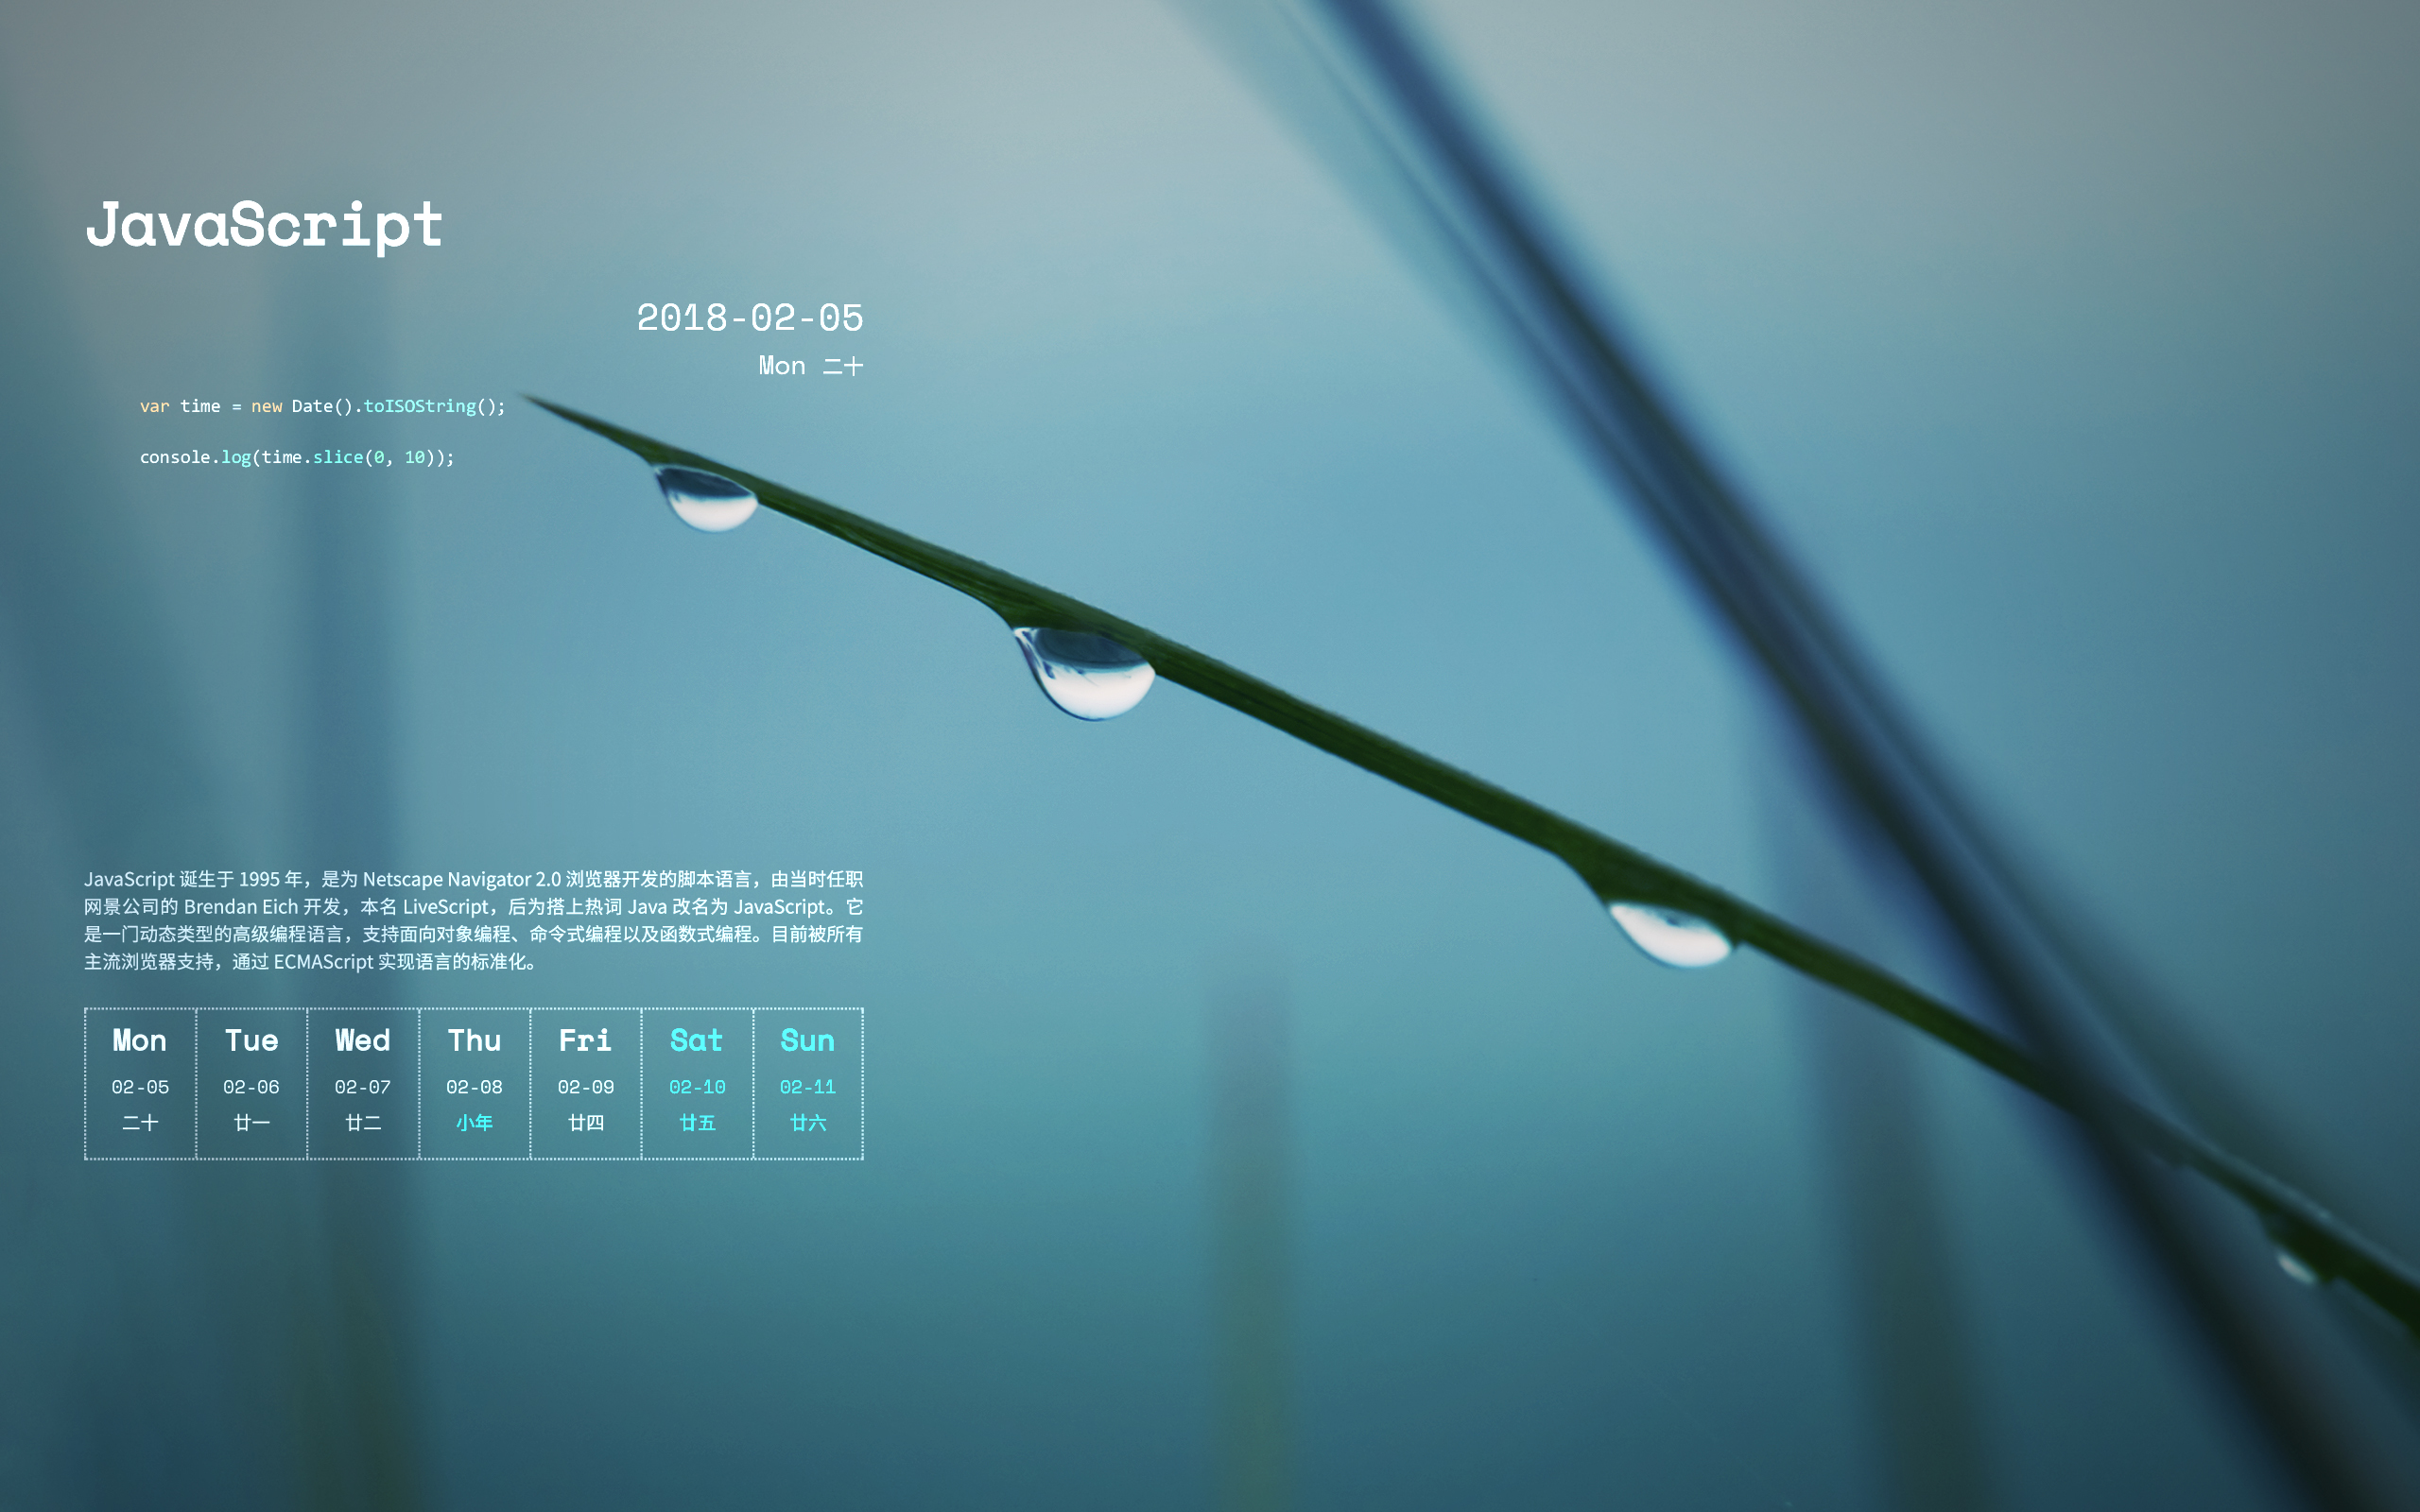 JavaScript
2018-02-05
Mon 二十
var time = new Date().toISOString();
console.log(time.slice(0, 10));
JavaScript 诞生于 1995 年，是为 Netscape Navigator 2.0 浏览器开发的脚本语言，由当时任职
网景公司的 Brendan Eich 开发，本名 LiveScript，后为搭上热词 Java 改名为 JavaScript。它
是一门动态类型的高级编程语言，支持面向对象编程、命令式编程以及函数式编程。目前被所有
主流浏览器支持，通过 ECMAScript 实现语言的标准化。
Mon Tue Wed Thu Fri Sat Sun
02-05 02-06 02-07 02-08 02-09 02-10 02-11
二十 廿一 廿二 小年 廿四 廿五 廿六